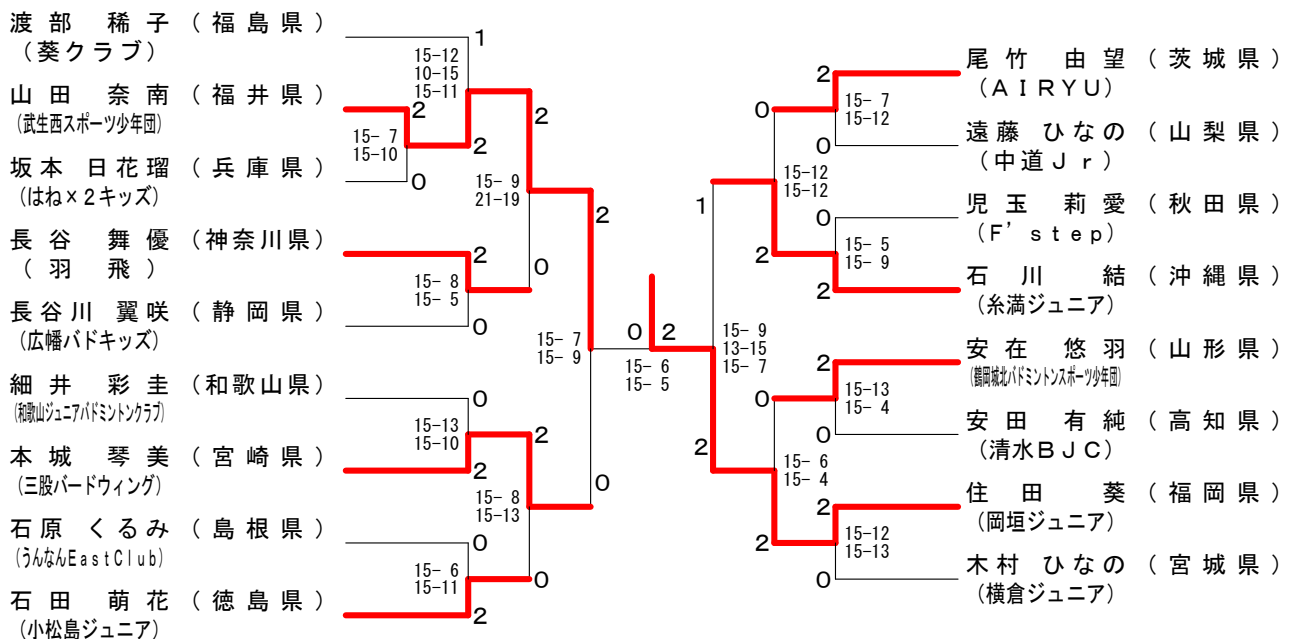 渡部 稀子 (福島県)
(葵クラブ)
山田 奈南 (福井県)
(武生西スポーツ少年団)
坂本 日花瑠 (兵庫県)
(はね×2キッズ)
長谷 舞優 (神奈川県)
(羽飛)
長谷川 翼咲 (静岡県)
(広幡バドキッズ)
細井 彩圭 (和歌山県)
(和歌山ジュニアバドミントンクラブ)
本城 琴美 (宮崎県)
(三股バードウィング)
石原 くるみ (島根県)
(うんなんEastClub)
石田 萌花 (徳島県)
(小松島ジュニア)
1
15-12
10-15
15-11
2
2
15- 7
15-10
0
2
15- 9
21-19
2
15- 8
15- 5
0
0
2
15- 7
15- 9
0
15-13
15-10
2
2
15- 8
15-13
0
0
15- 6
15-11
2
0
0
2
15- 6
15- 5
1
15- 9
13-15
15- 7
2
0
15-12
15-12
2
2
15- 7
15-12
0
15- 5
15- 9
2
0
15- 6
15- 4
2
2
15-13
15- 4
0
2
15-12
15-13
0
尾竹 由望 (茨城県)
(AIRYU)
遠藤 ひなの (山梨県)
(中道Jr)
児玉 莉愛 (秋田県)
(F’step)
石川 結 (沖縄県)
(糸満ジュニア)
安在 悠羽 (山形県)
(鶴岡城北バドミントンスポーツ少年団)
安田 有純 (高知県)
(清水BJC)
住田 葵 (福岡県)
(岡垣ジュニア)
木村 ひなの (宮城県)
(横倉ジュニア)